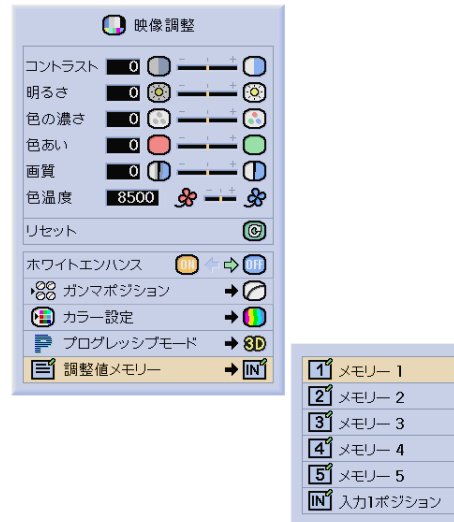 映像調整
コントラスト 0
明るさ 0
色の濃さ 0
色あい 0
画質 0
色温度 8500
リセット
ホワイトエンハンス ON OFF
ガンマポジション
カラー設定
P プログレッシブモード 3D
調整値メモリー IN
1 メモリー 1
2 メモリー 2
3 メモリー 3
4 メモリー 4
5 メモリー 5
IN 入力1ポジション